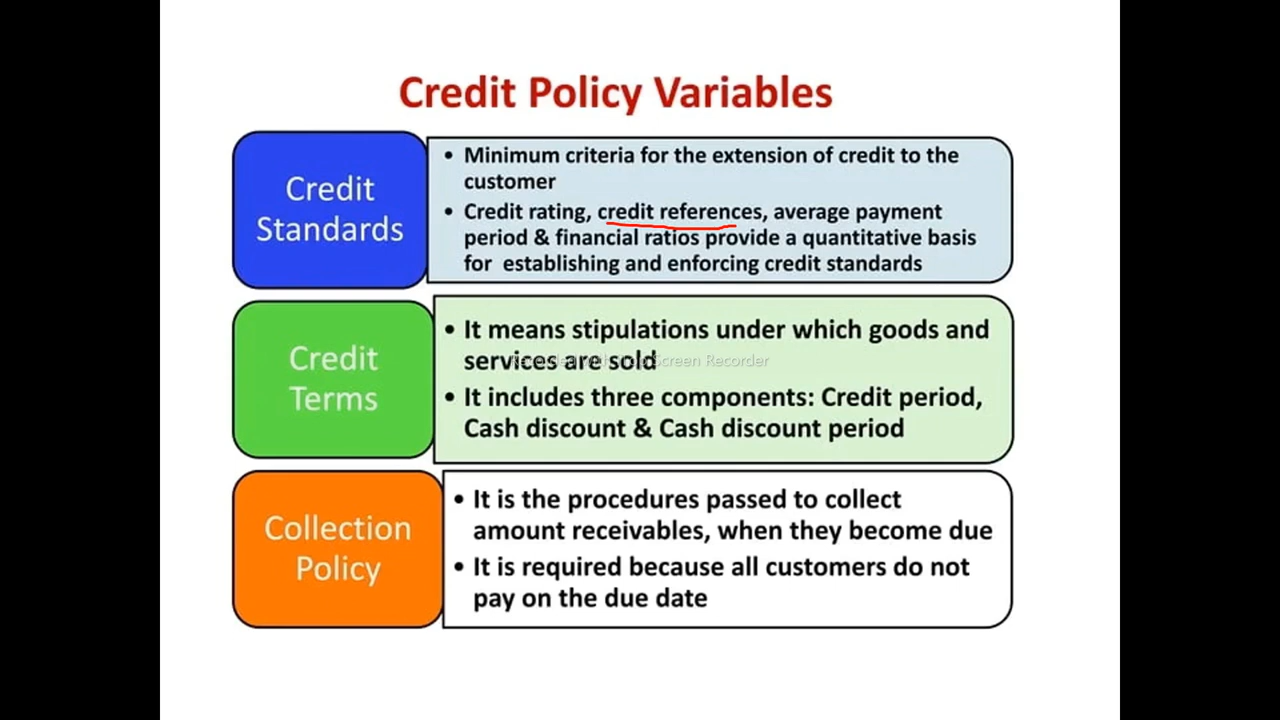 Credit Policy Variables
Credit
Standards
• Minimum criteria for the extension of credit to the
customer
• Credit rating, credit references, average payment
period & financial ratios provide a quantitative basis
for establishing and enforcing credit standards
Credit
Terms
• It means stipulations under which goods and
services are sold
• It includes three components: Credit period,
Cash discount & Cash discount period
Collection
Policy
• It is the procedures passed to collect
amount receivables, when they become due
• It is required because all customers do not
pay on the due date
Screen Recorder